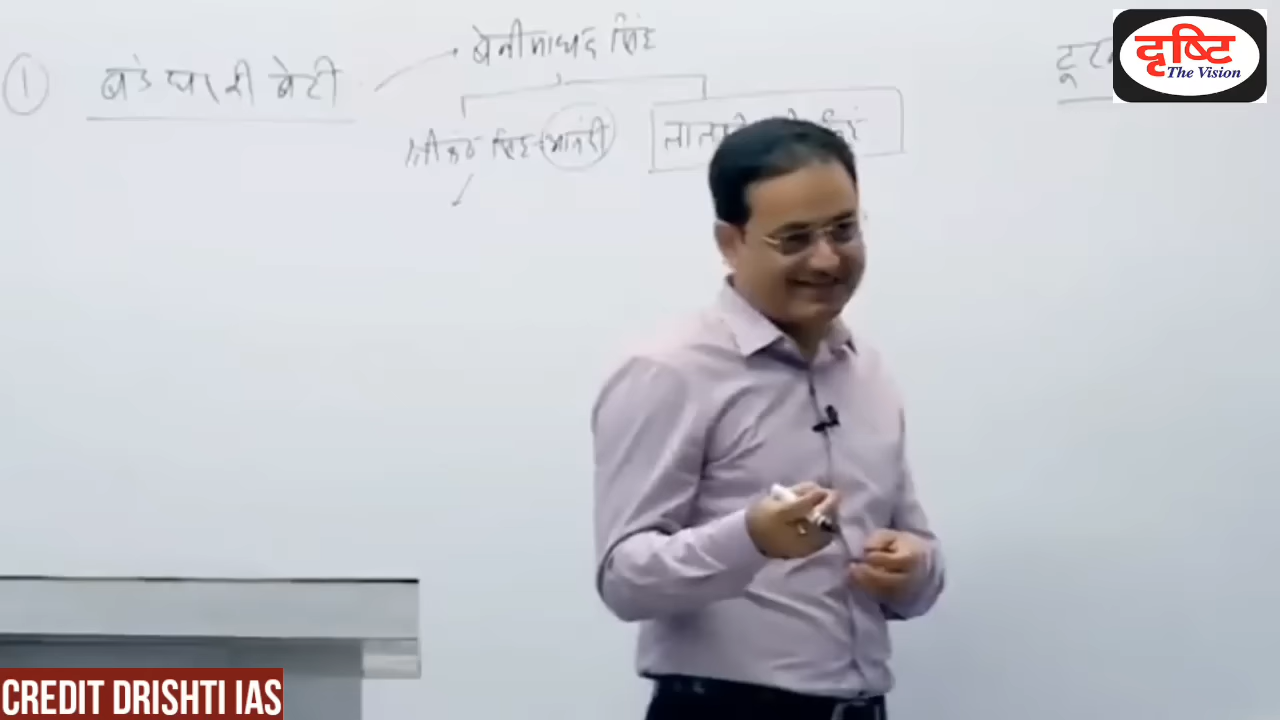 ① बड़े घर की बेटी
बेनीमाधव सिंह
श्रीकंठ सिंह-आनंदी
दृष्टि
The Vision
CREDIT DRISHTI IAS